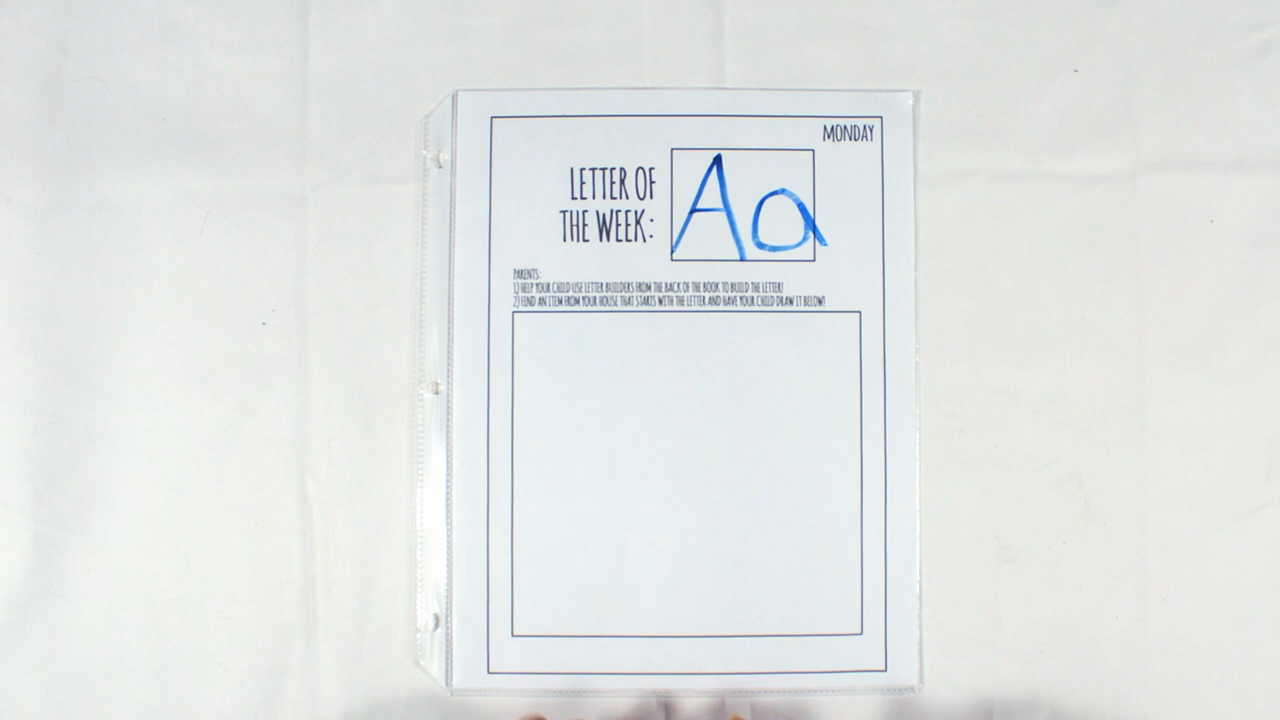 MONDAY
LETTER OF
THE WEEK:
Aa
PARENTS:
1) HELP YOUR CHILD USE LETTER BUILDERS FROM THE BACK OF THE BOOK TO BUILD THE LETTER!
2) FIND AN ITEM FROM YOUR HOUSE THAT STARTS WITH THE LETTER AND HAVE YOUR CHILD DRAW IT BELOW!